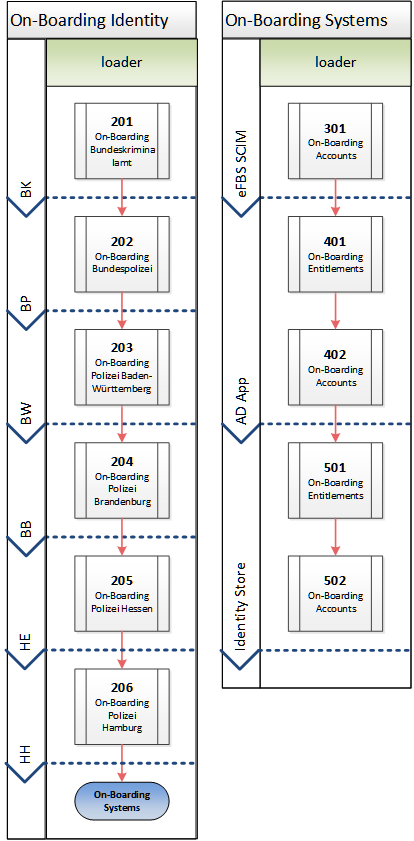 On-Boarding Identity
loader
201
On-Boarding
Bundeskrimina
lamt
BK
202
On-Boarding
Bundespolizei
BP
203
On-Boarding
Polizei Baden-
Württemberg
BW
204
On-Boarding
Polizei
Brandenburg
BB
205
On-Boarding
Polizei Hessen
HE
206
On-Boarding
Polizei
Hamburg
HH
On-Boarding
Systems
On-Boarding Systems
loader
301
On-Boarding
Accounts
eFBS SCIM
401
On-Boarding
Entitlements
402
On-Boarding
Accounts
AD App
501
On-Boarding
Entitlements
502
On-Boarding
Accounts
Identity Store